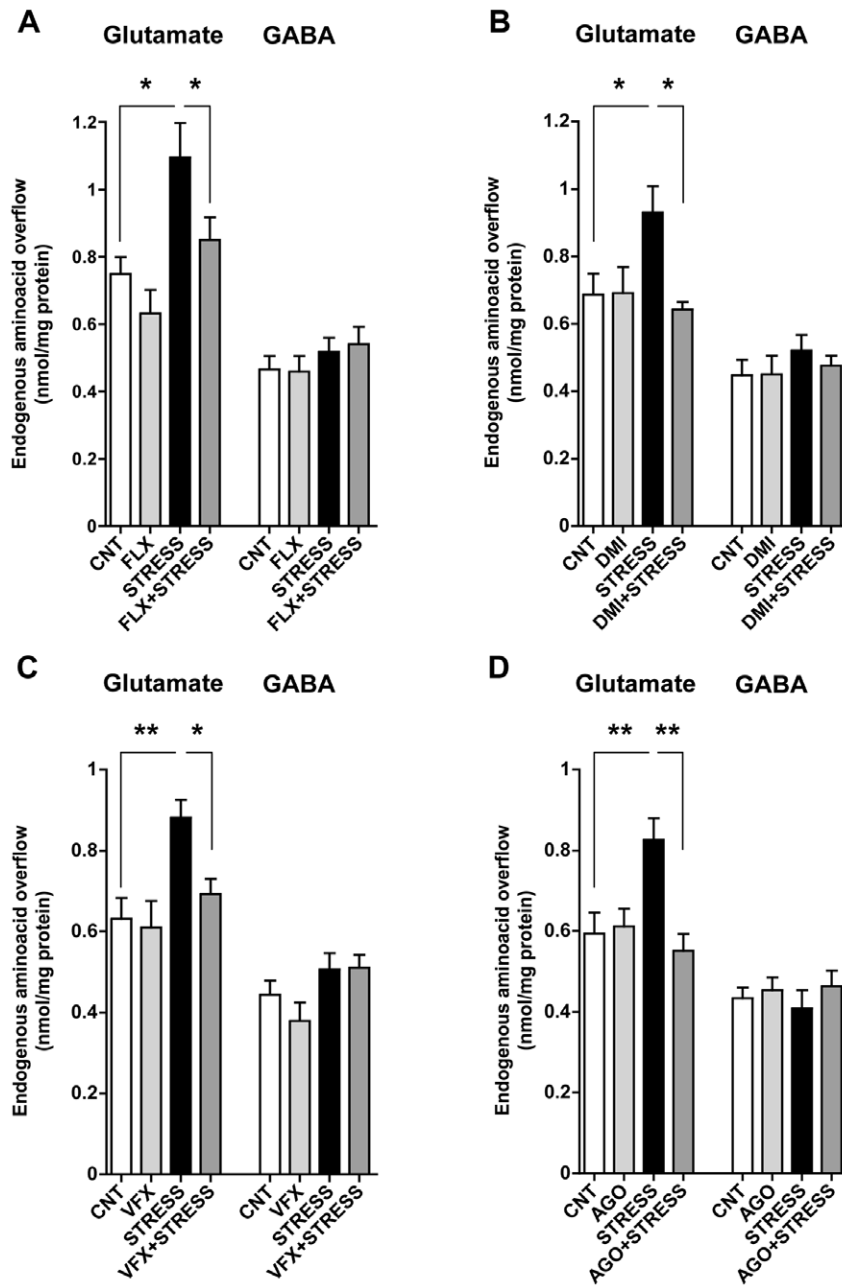 A
Glutamate GABA
* *
Endogenous aminoacid overflow
(nmol/mg protein)
1.2
1
0.8
0.6
0.4
0.2
0
CNT FLX STRESS FLX+STRESS CNT FLX STRESS FLX+STRESS
B
Glutamate GABA
* *
Endogenous aminoacid overflow
(nmol/mg protein)
1.2
1
0.8
0.6
0.4
0.2
0
CNT DMI STRESS DMI+STRESS CNT DMI STRESS DMI+STRESS
C
Glutamate GABA
** *
Endogenous aminoacid overflow
(nmol/mg protein)
1
0.8
0.6
0.4
0.2
0
CNT VFX STRESS VFX+STRESS CNT VFX STRESS VFX+STRESS
D
Glutamate GABA
** **
Endogenous aminoacid overflow
(nmol/mg protein)
1
0.8
0.6
0.4
0.2
0
CNT AGO STRESS AGO+STRESS CNT AGO STRESS AGO+STRESS